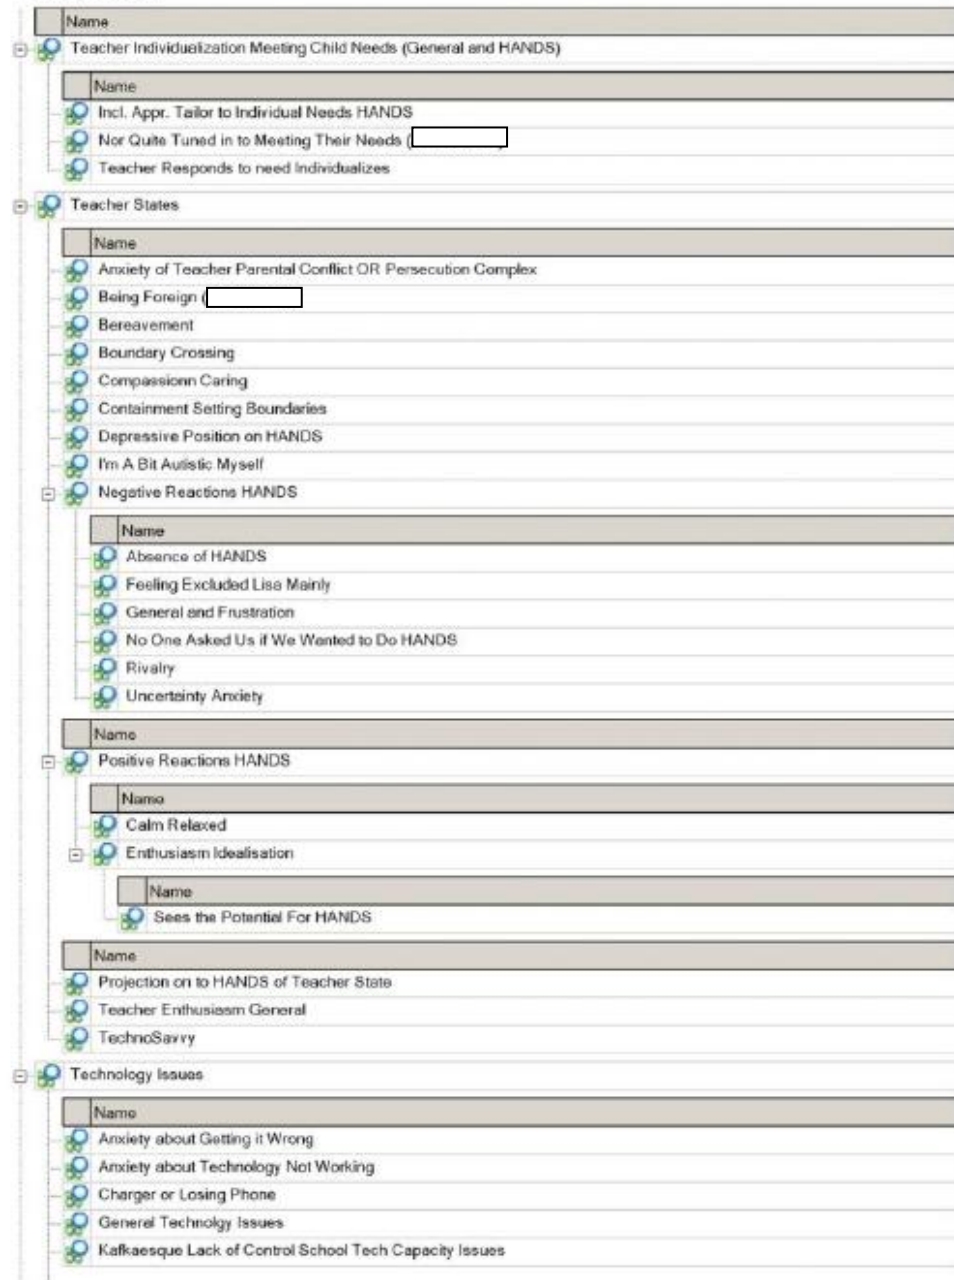 Name
Teacher Individualization Meeting Child Needs (General and HANDS)
Name
Incl. Appr. Tailor to Individual Needs HANDS
Nor Quite Tuned in to Meeting Their Needs (
Teacher Responds to need Individualizes
Teacher States
Name
Anxiety of Teacher Parental Conflict OR Persecution Complex
Being Foreign (
Bereavement
Boundary Crossing
Compassionn Caring
Containment Setting Boundaries
Depressive Position on HANDS
I'm A Bit Autistic Myself
Negative Reactions HANDS
Name
Absence of HANDS
Feeling Excluded Lisa Mainly
General and Frustration
No One Asked Us if We Wanted to Do HANDS
Rivalry
Uncertainty Anxiety
Name
Positive Reactions HANDS
Name
Calm Relaxed
Enthusiasm Idealisation
Name
Sees the Potential For HANDS
Name
Projection on to HANDS of Teacher State
Teacher Enthusiasm General
TechnoSavvy
Technology Issues
Name
Anxiety about Getting it Wrong
Anxiety about Technology Not Working
Charger or Losing Phone
General Technolgy Issues
Kafkaesque Lack of Control School Tech Capacity Issues